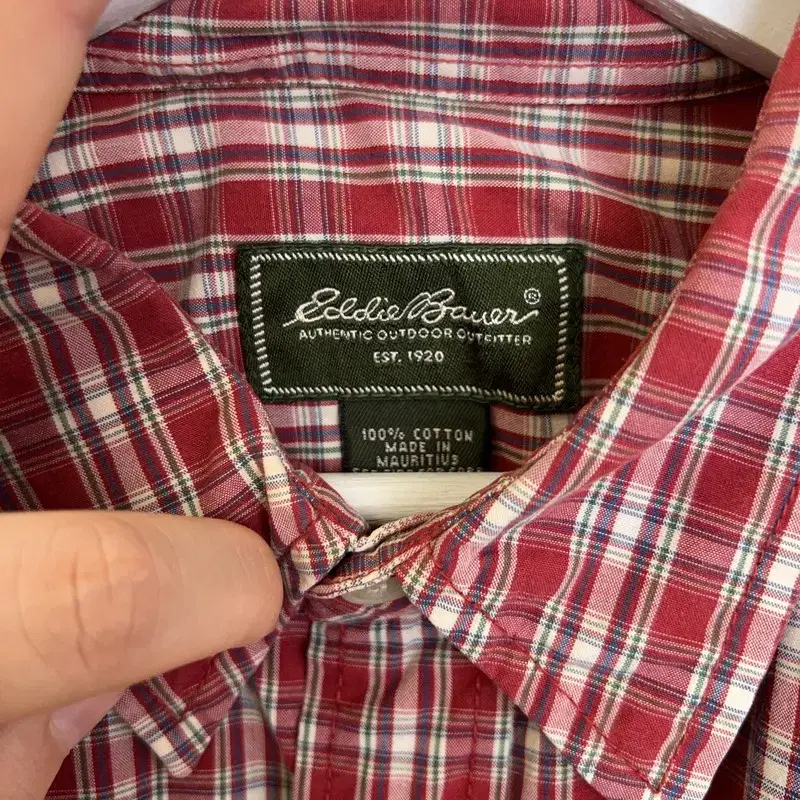 Eddie Bauer®
AUTHENTIC OUTDOOR OUTFITTER
EST. 1920
100% COTTON
MADE IN
MAURITIUS